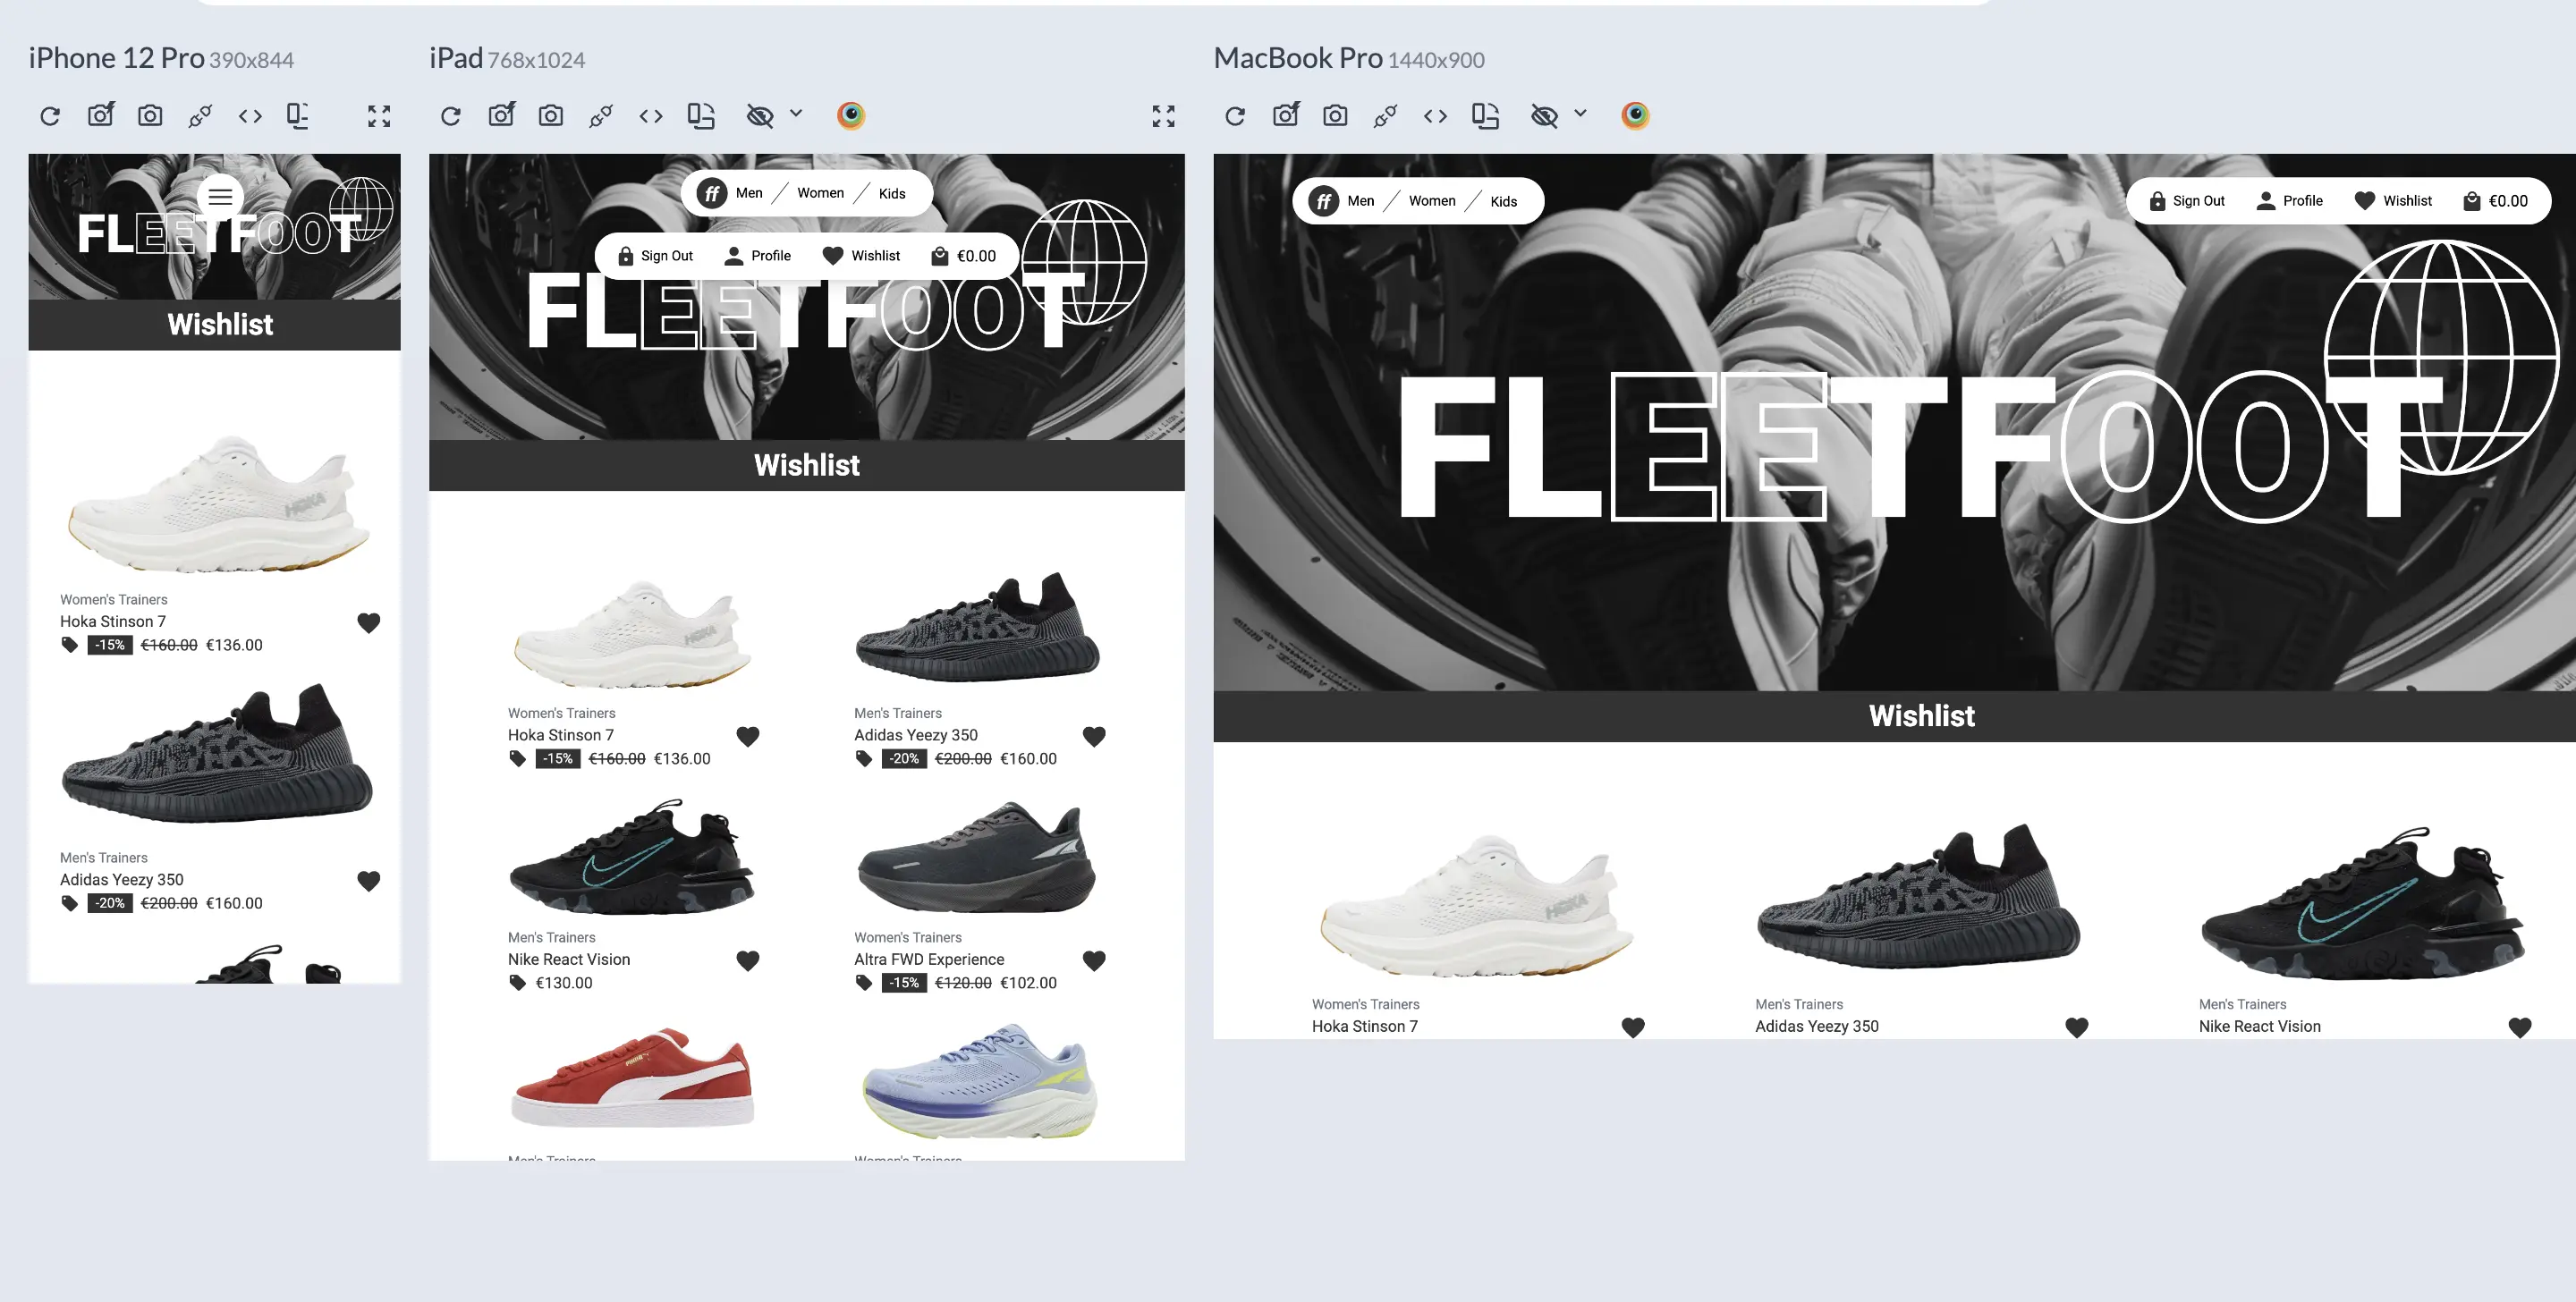 iPhone 12 Pro 390x844
FLEETFOOT
Wishlist
HOKA
Women's Trainers
Hoka Stinson 7
-15% €160.00 €136.00
Men's Trainers
Adidas Yeezy 350
-20% €200.00 €160.00
iPad 768x1024
ff Men Women Kids
Sign Out Profile Wishlist €0.00
FLEETFOOT
Wishlist
HOKA
Women's Trainers
Hoka Stinson 7
-15% €160.00 €136.00
Men's Trainers
Adidas Yeezy 350
-20% €200.00 €160.00
Men's Trainers
Nike React Vision
€130.00
Women's Trainers
Altra FWD Experience
-15% €120.00 €102.00
PUMA
Men's Trainers
Women's Trainers
MacBook Pro 1440x900
ff Men Women Kids
Sign Out Profile Wishlist €0.00
FLEETFOOT
Wishlist
HOKA
Women's Trainers
Hoka Stinson 7
Men's Trainers
Adidas Yeezy 350
Men's Trainers
Nike React Vision